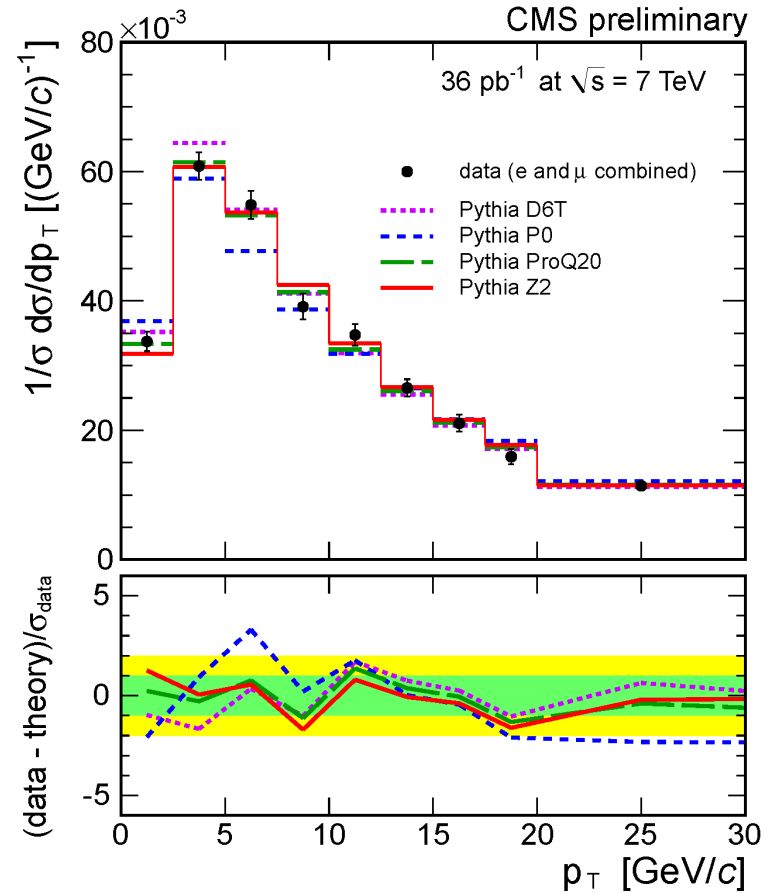 CMS preliminary
×10⁻³
36 pb⁻¹ at √s = 7 TeV
1/σ dσ/dp_T [(GeV/c)⁻¹]
80
60
40
20
0
data (e and μ combined)
Pythia D6T
Pythia P0
Pythia ProQ20
Pythia Z2
(data - theory)/σ_data
5
0
-5
0 5 10 15 20 25 30
p_T [GeV/c]